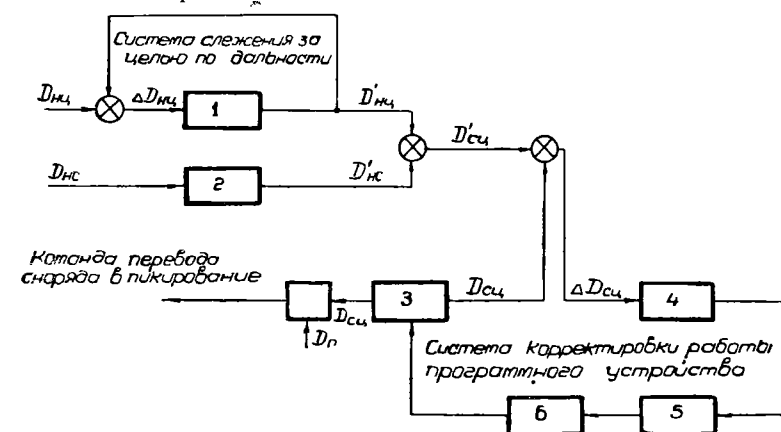 Система слежения за
целью по дальности
Dнц
ΔDнц
1
D'нц
D'сц
Dнс
2
D'нс
Команда перевода
снаряда в пикирование
Dсц
3
Dсц
ΔDсц
4
Dп
Система корректировки работы
программного устройства
6
5